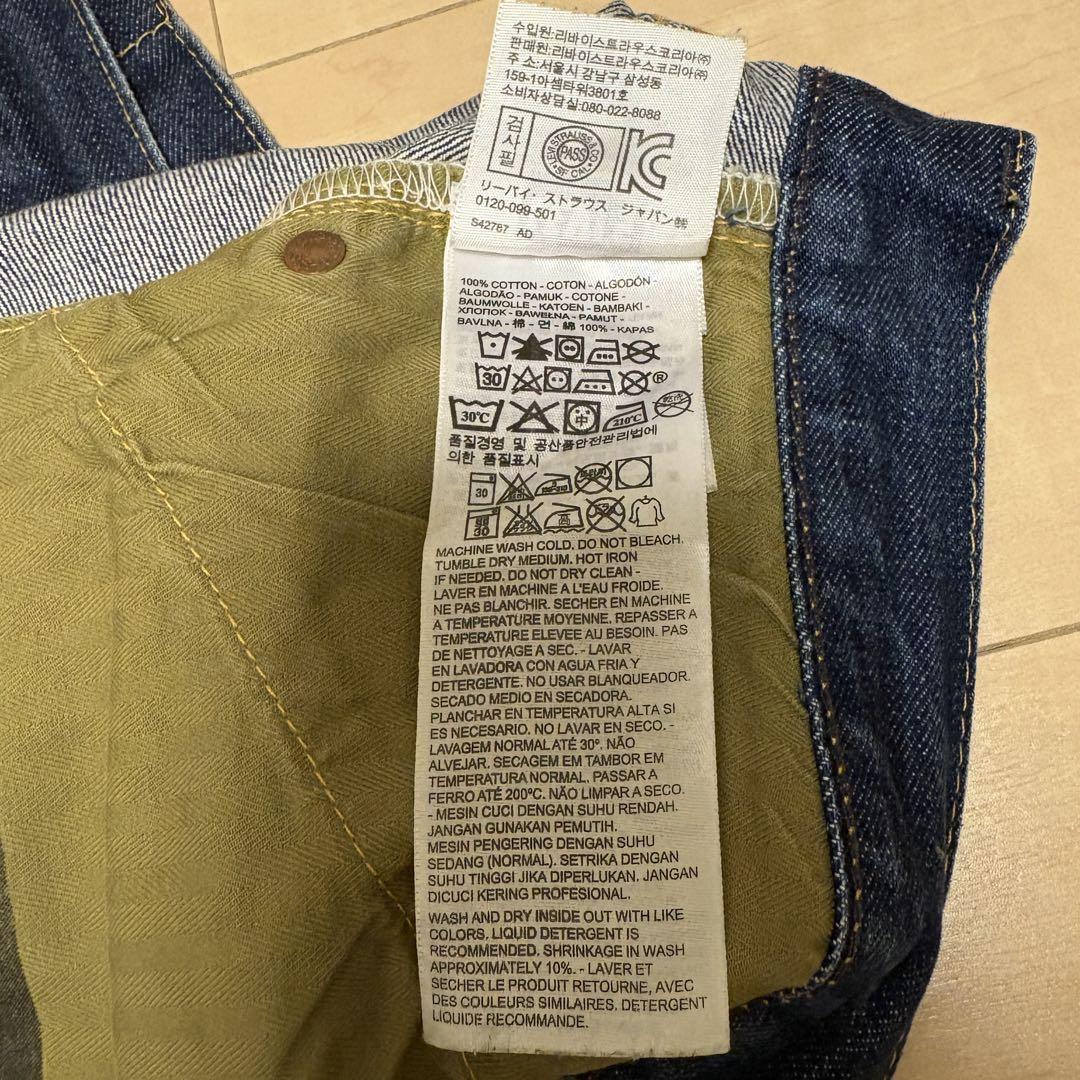 수입원:리바이스트라우스코리아㈜
판매원:리바이스트라우스코리아㈜
주 소:서울시 강남구 삼성동
159-1아셈타워3801호
소비자상담실:080-022-8088
검사필
LEVI STRAUSS & CO
PASS
SF CAL
KC
リーバイ・ストラウス ジャパン㈱
0120-099-501
S42787 AD
100% COTTON - COTON - ALGODÓN -
ALGODÃO - PAMUK - COTONE -
BAUMWOLLE - KATOEN - BAMBAKI -
ХЛОПОК - BAWEŁNA - PAMUT -
BAVLNA - 棉 - 면 - 綿 100% - KAPAS
30
30℃ 中 210℃
품질경영 및 공산품안전관리법에
의한 품질표시
30
30
MACHINE WASH COLD. DO NOT BLEACH.
TUMBLE DRY MEDIUM. HOT IRON
IF NEEDED. DO NOT DRY CLEAN -
LAVER EN MACHINE A L'EAU FROIDE.
NE PAS BLANCHIR. SECHER EN MACHINE
A TEMPERATURE MOYENNE. REPASSER A
TEMPERATURE ELEVEE AU BESOIN. PAS
DE NETTOYAGE A SEC. - LAVAR
EN LAVADORA CON AGUA FRIA Y
DETERGENTE. NO USAR BLANQUEADOR.
SECADO MEDIO EN SECADORA.
PLANCHAR EN TEMPERATURA ALTA SI
ES NECESARIO. NO LAVAR EN SECO. -
LAVAGEM NORMAL ATÉ 30º. NÃO
ALVEJAR. SECAGEM EM TAMBOR EM
TEMPERATURA NORMAL. PASSAR A
FERRO ATÉ 200ºC. NÃO LIMPAR A SECO.
- MESIN CUCI DENGAN SUHU RENDAH.
JANGAN GUNAKAN PEMUTIH.
MESIN PENGERING DENGAN SUHU
SEDANG (NORMAL). SETRIKA DENGAN
SUHU TINGGI JIKA DIPERLUKAN. JANGAN
DICUCI KERING PROFESIONAL.
WASH AND DRY INSIDE OUT WITH LIKE
COLORS, LIQUID DETERGENT IS
RECOMMENDED. SHRINKAGE IN WASH
APPROXIMATELY 10%. - LAVER ET
SECHER LE PRODUIT RETOURNE, AVEC
DES COULEURS SIMILAIRES. DETERGENT
LIQUIDE RECOMMANDE.